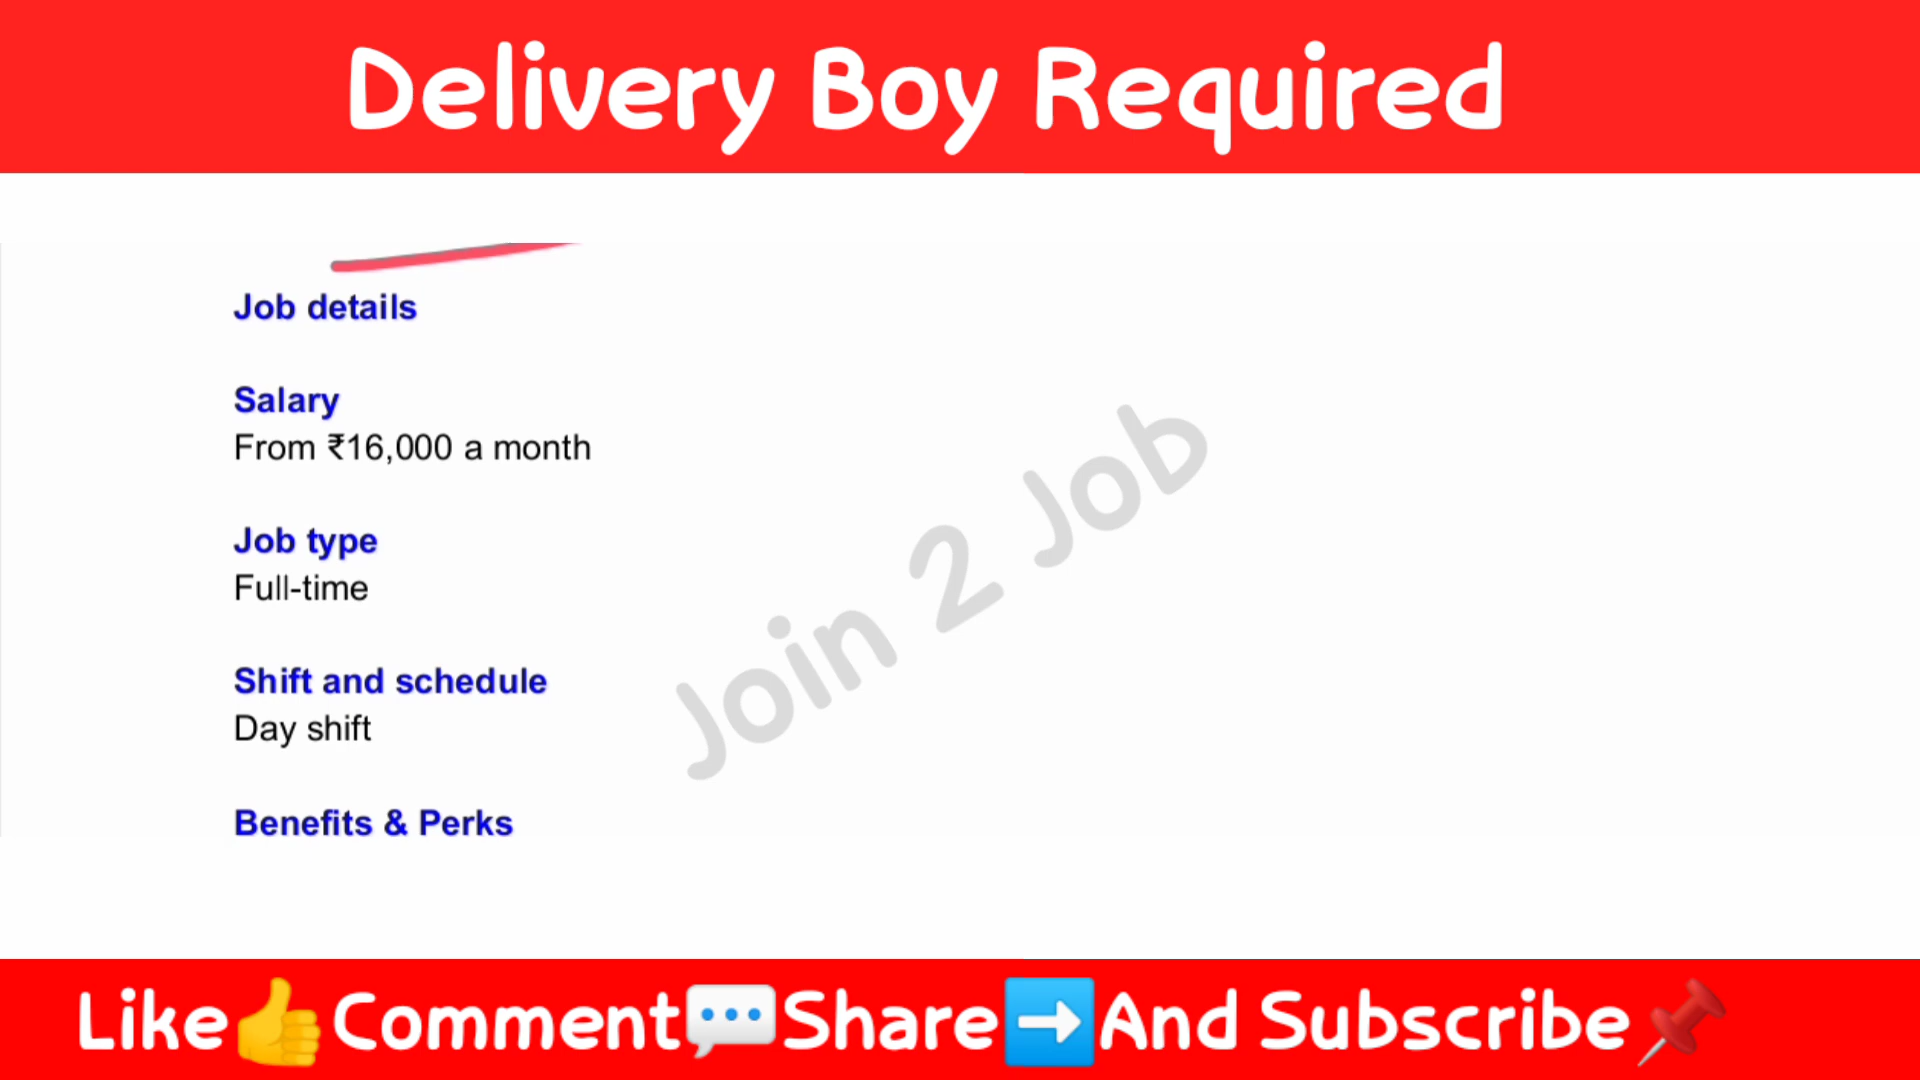 Delivery Boy Required
Job details
Salary
From ₹16,000 a month
Job type
Full-time
Shift and schedule
Day shift
Benefits & Perks
Join 2 Job
Like👍Comment💬Share➡️And Subscribe📌